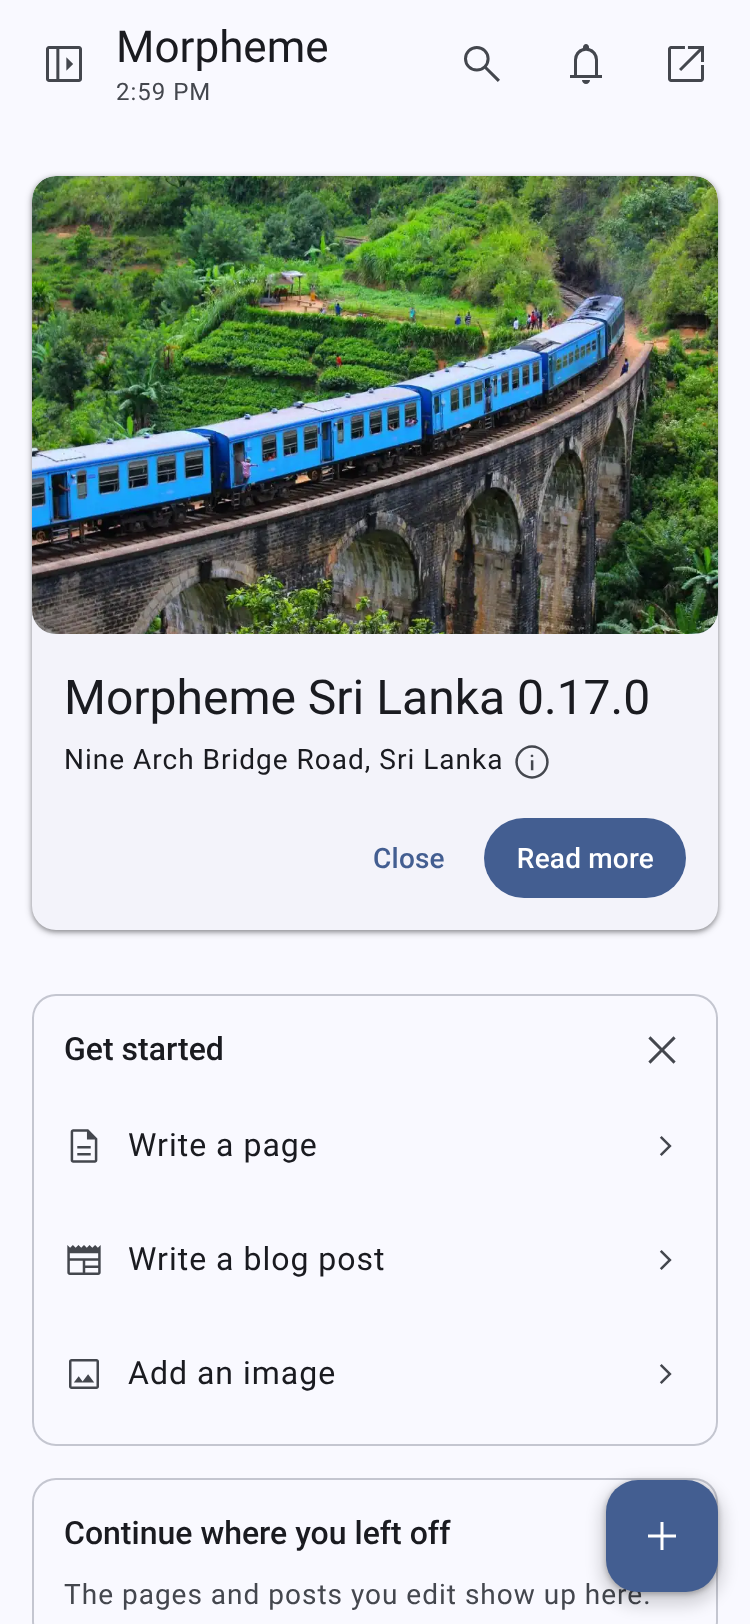 Morpheme
2:59 PM
Morpheme Sri Lanka 0.17.0
Nine Arch Bridge Road, Sri Lanka
Close
Read more
Get started
Write a page
Write a blog post
Add an image
Continue where you left off
The pages and posts you edit show up here.